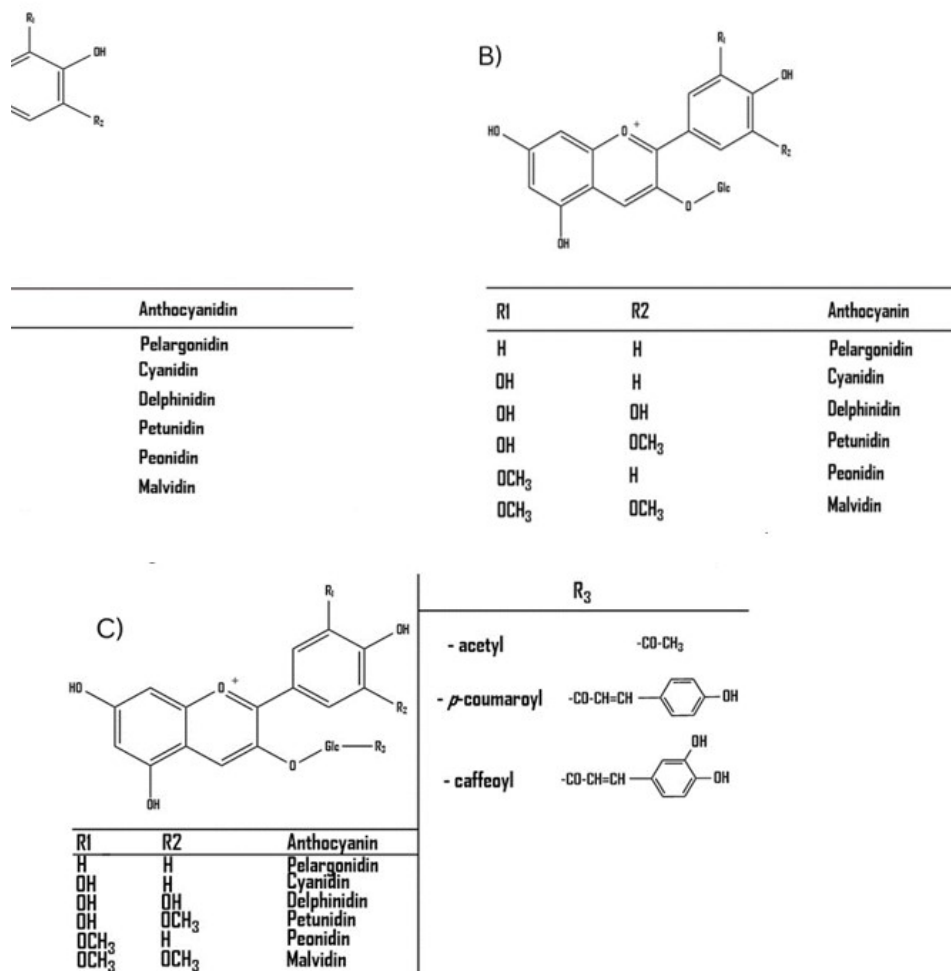 R1
OH
R2
Anthocyanidin
Pelargonidin
Cyanidin
Delphinidin
Petunidin
Peonidin
Malvidin
B)
R1
OH
HO
O +
R2
Glc
O
OH
R1 R2 Anthocyanin
H H Pelargonidin
OH H Cyanidin
OH OH Delphinidin
OH OCH3 Petunidin
OCH3 H Peonidin
OCH3 OCH3 Malvidin
C)
R1
OH
HO
O +
R2
Glc R3
O
OH
R1 R2 Anthocyanin
H H Pelargonidin
OH H Cyanidin
OH OH Delphinidin
OH OCH3 Petunidin
OCH3 H Peonidin
OCH3 OCH3 Malvidin
R3
- acetyl -CO-CH3
- p-coumaroyl -CO-CH=CH OH
OH
- caffeoyl -CO-CH=CH OH